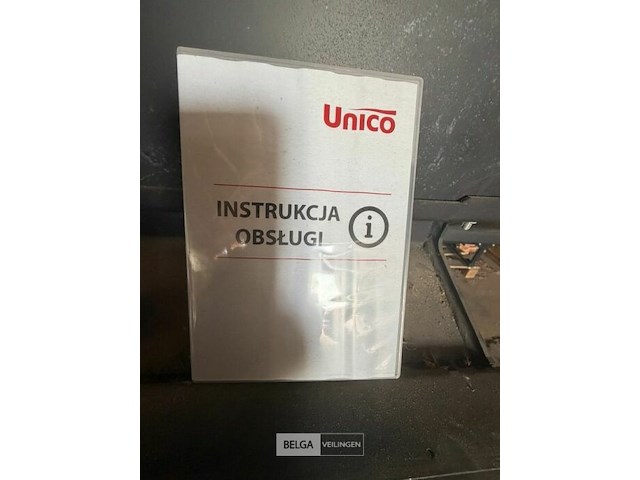 Unico
INSTRUKCJA
OBSŁUGI
i
BELGA VEILINGEN